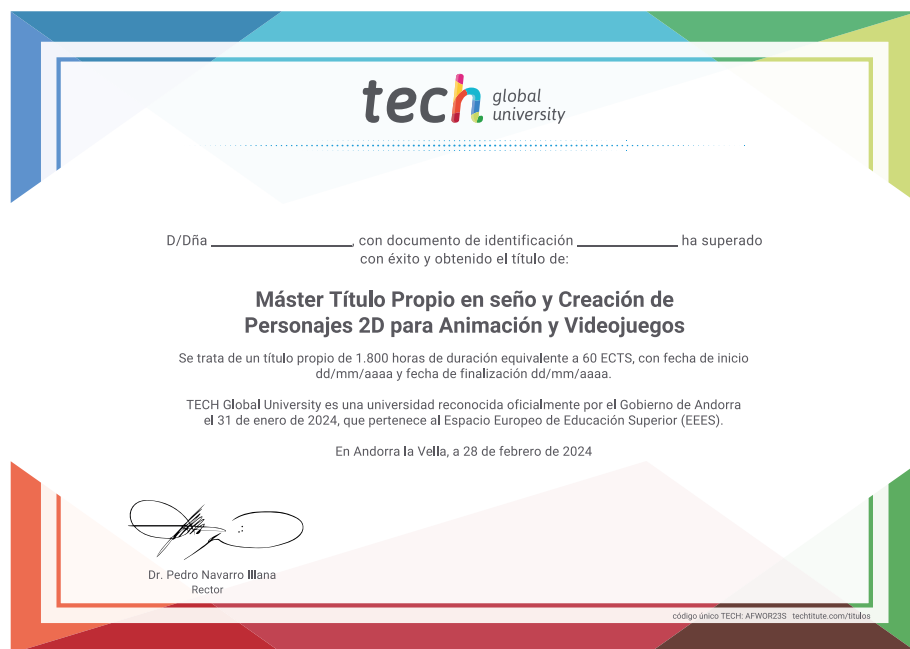 tech global
university
D/Dña ______________, con documento de identificación __________ ha superado
con éxito y obtenido el título de:
Máster Título Propio en seño y Creación de
Personajes 2D para Animación y Videojuegos
Se trata de un título propio de 1.800 horas de duración equivalente a 60 ECTS, con fecha de inicio
dd/mm/aaaa y fecha de finalización dd/mm/aaaa.
TECH Global University es una universidad reconocida oficialmente por el Gobierno de Andorra
el 31 de enero de 2024, que pertenece al Espacio Europeo de Educación Superior (EEES).
En Andorra la Vella, a 28 de febrero de 2024
Dr. Pedro Navarro Illana
Rector
código único TECH: AFWOR23S techtitute.com/titulos